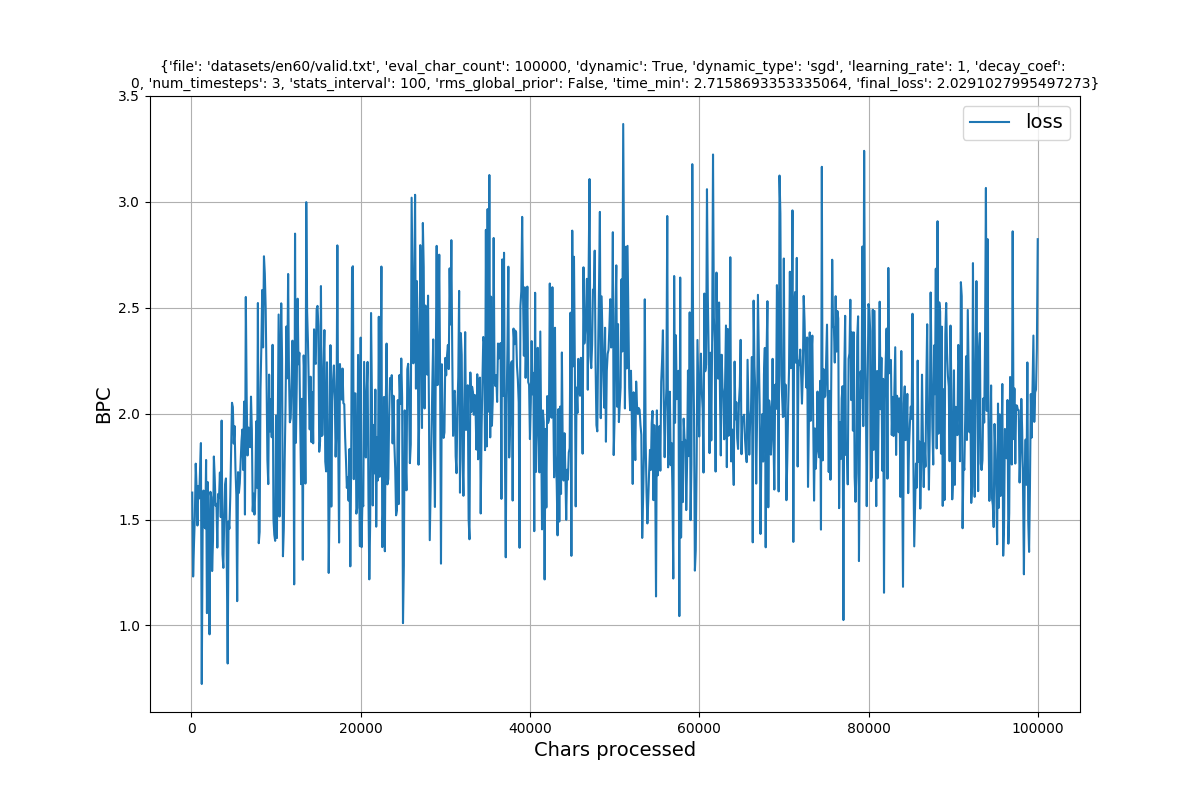 {'file': 'datasets/en60/valid.txt', 'eval_char_count': 100000, 'dynamic': True, 'dynamic_type': 'sgd', 'learning_rate': 1, 'decay_coef':
0, 'num_timesteps': 3, 'stats_interval': 100, 'rms_global_prior': False, 'time_min': 2.7158693353335064, 'final_loss': 2.0291027995497273}
loss
3.5
3.0
2.5
2.0
1.5
1.0
BPC
0 20000 40000 60000 80000 100000
Chars processed